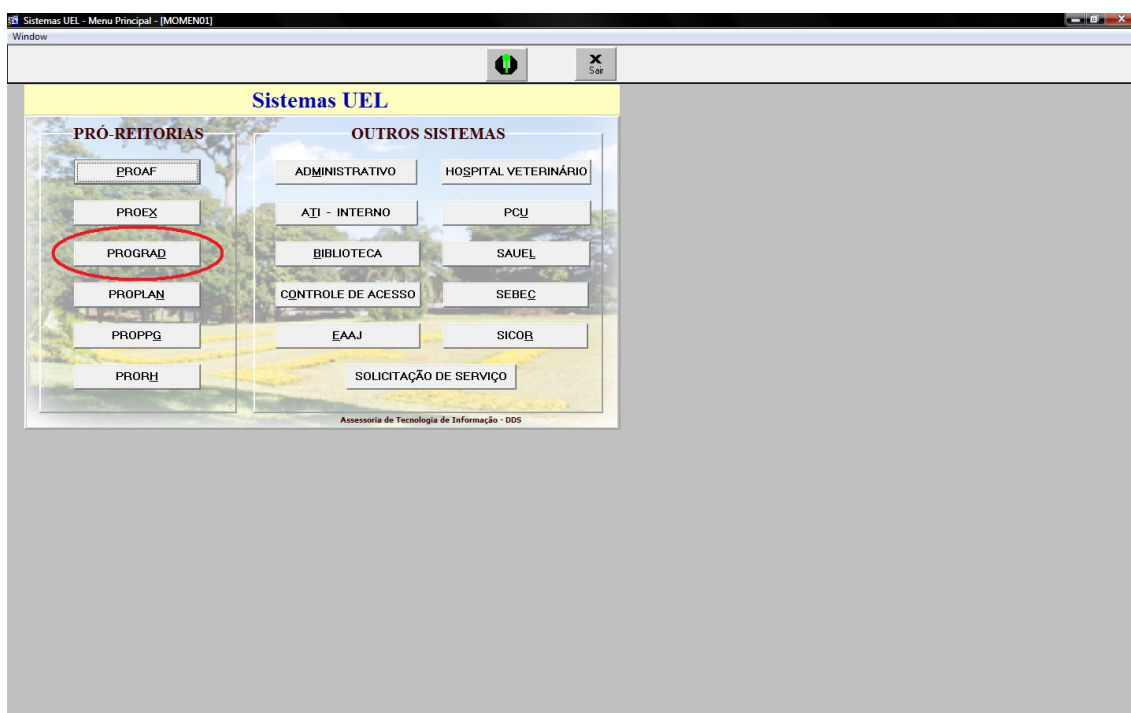 Sistemas UEL - Menu Principal - [MOMEN01]
Window
Sair
Sistemas UEL
PRÓ-REITORIAS
PROAF
PROEX
PROGRAD
PROPLAN
PROPPG
PRORH
OUTROS SISTEMAS
ADMINISTRATIVO
HOSPITAL VETERINÁRIO
ATI - INTERNO
PCU
BIBLIOTECA
SAUEL
CONTROLE DE ACESSO
SEBEC
EAAJ
SICOR
SOLICITAÇÃO DE SERVIÇO
Assessoria de Tecnologia de Informação - DDS